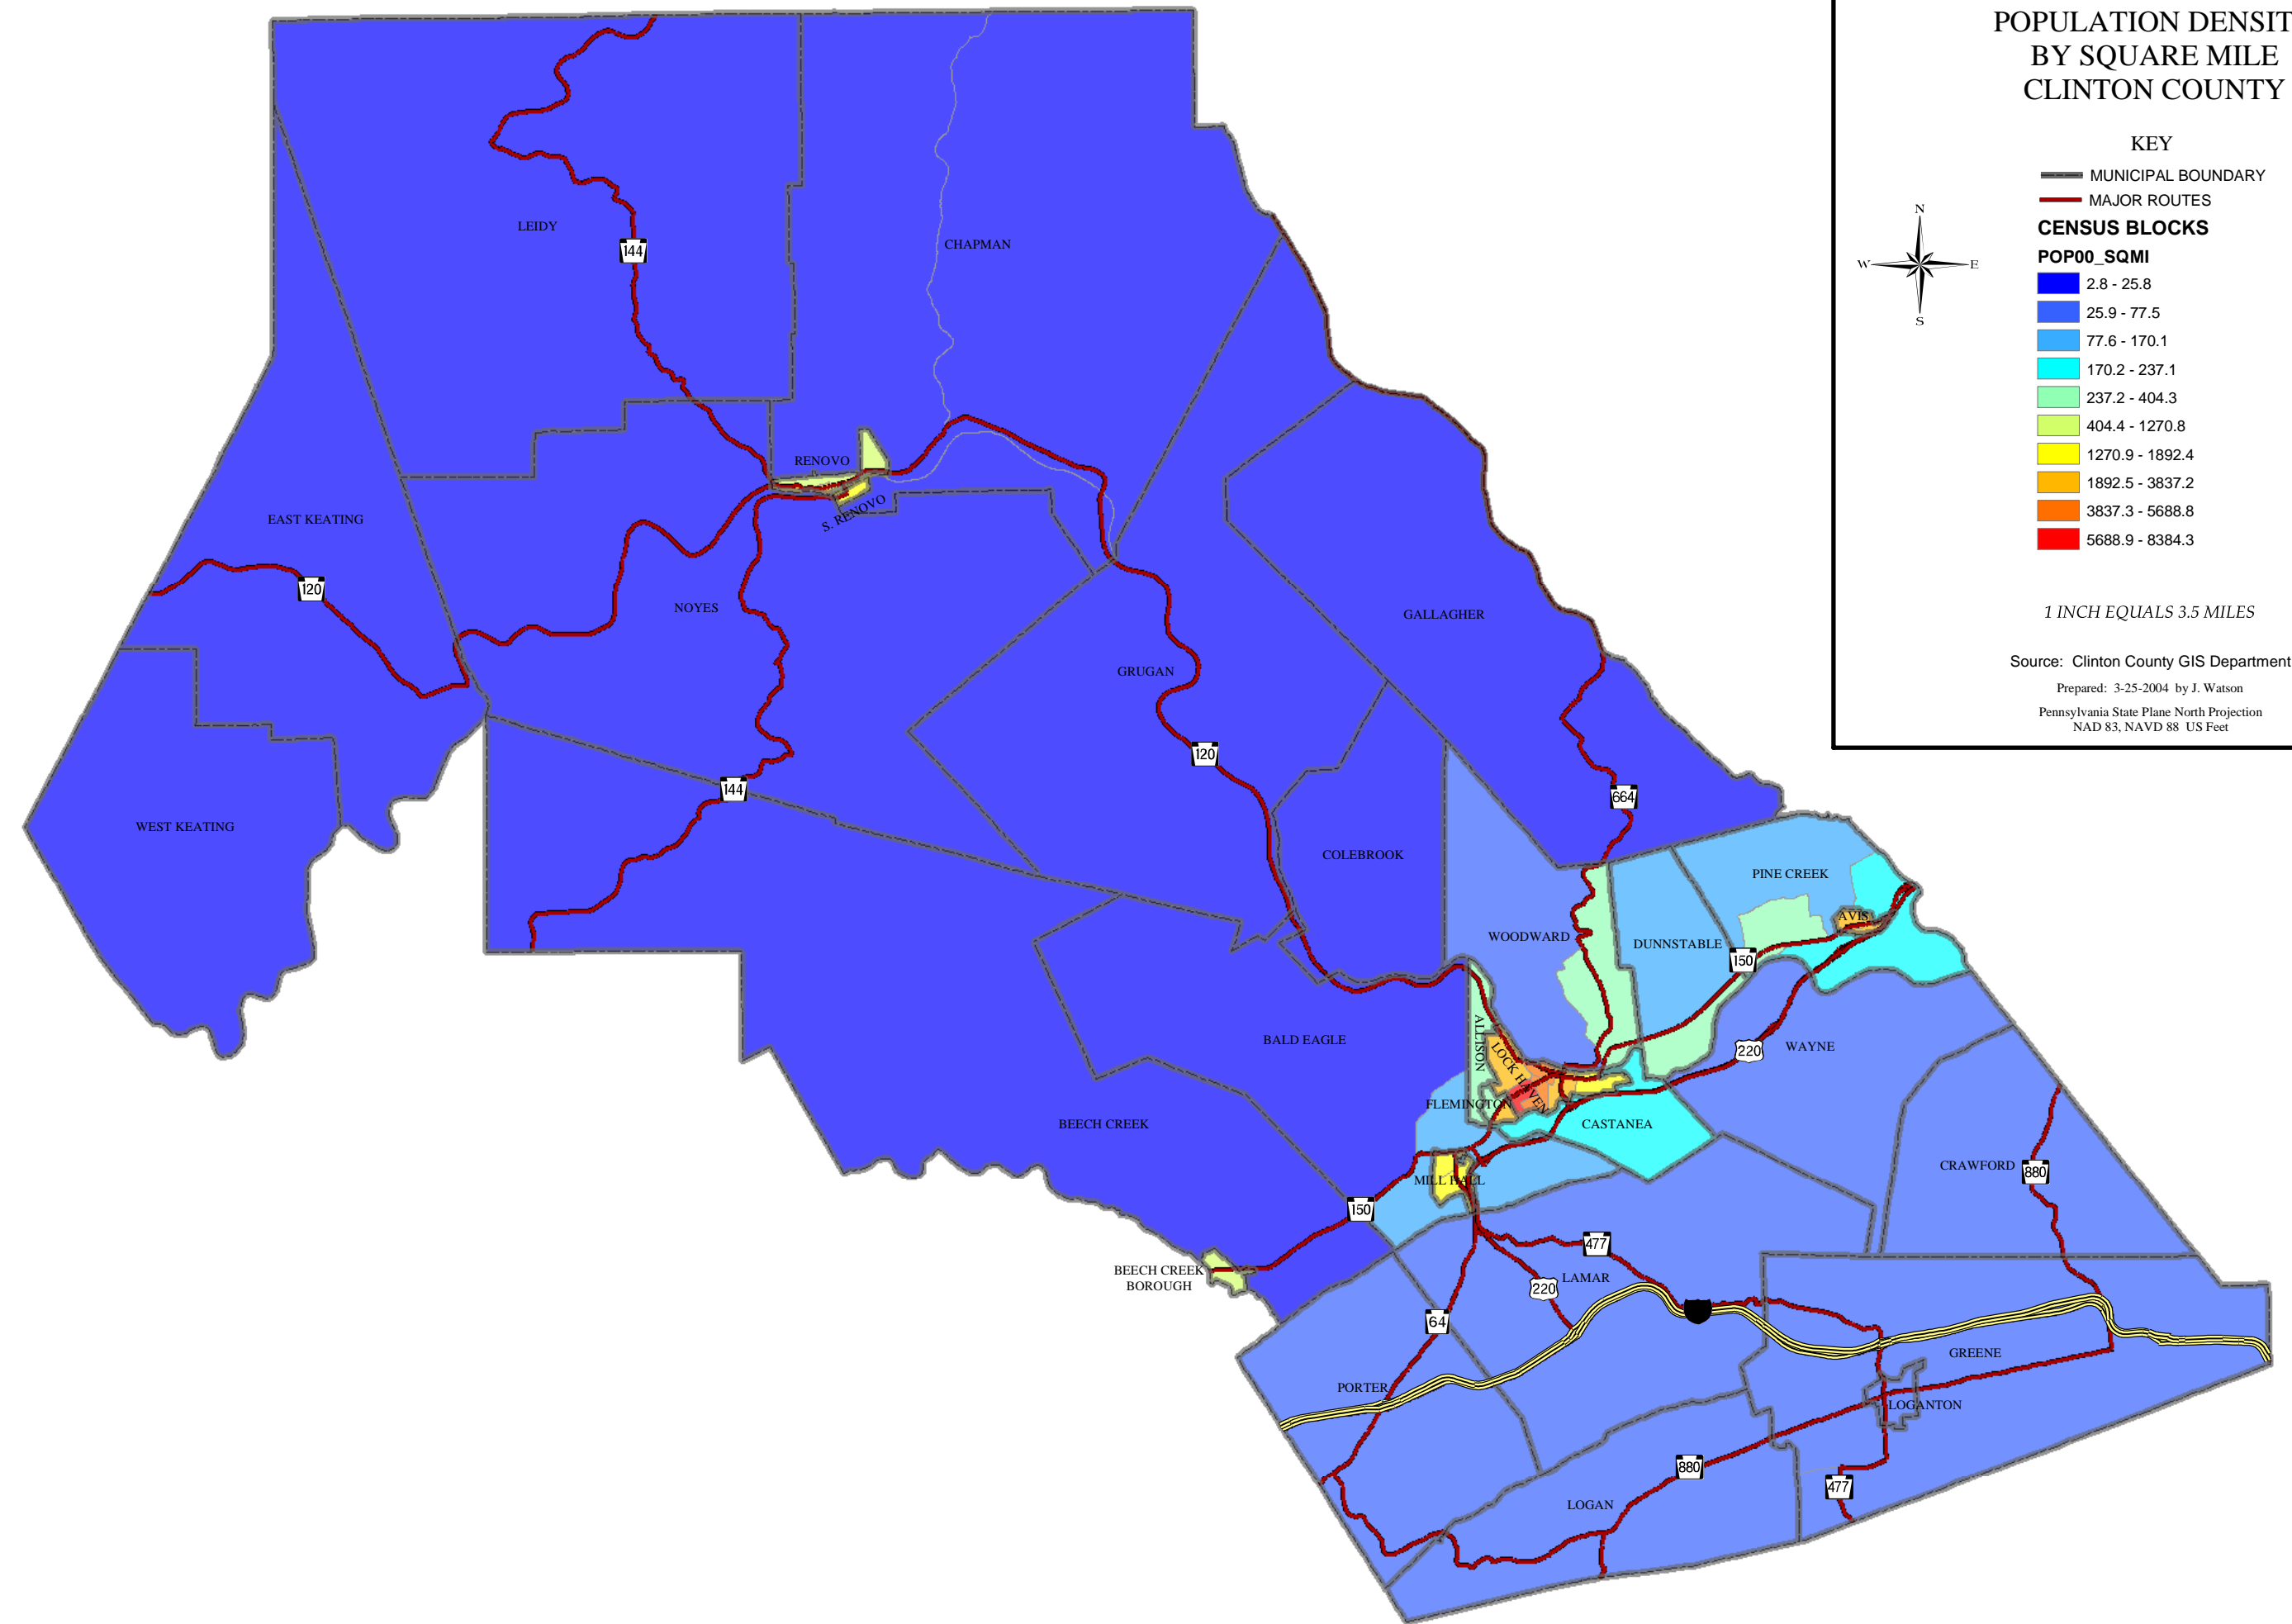 POPULATION DENSIT
BY SQUARE MILE
CLINTON COUNTY
KEY
MUNICIPAL BOUNDARY
MAJOR ROUTES
CENSUS BLOCKS
POP00_SQMI
2.8 - 25.8
25.9 - 77.5
77.6 - 170.1
170.2 - 237.1
237.2 - 404.3
404.4 - 1270.8
1270.9 - 1892.4
1892.5 - 3837.2
3837.3 - 5688.8
5688.9 - 8384.3
N
W
E
S
1 INCH EQUALS 3.5 MILES
Source: Clinton County GIS Department
Prepared: 3-25-2004 by J. Watson
Pennsylvania State Plane North Projection
NAD 83, NAVD 88 US Feet
LEIDY
144
CHAPMAN
RENOVO
S. RENOVO
EAST KEATING
120
NOYES
GALLAGHER
GRUGAN
120
144
664
WEST KEATING
COLEBROOK
PINE CREEK
AVIS
WOODWARD
DUNNSTABLE
150
BALD EAGLE
ALLISON
LOCK HAVEN
220
WAYNE
FLEMINGTON
BEECH CREEK
CASTANEA
CRAWFORD
880
MILL HALL
150
477
BEECH CREEK
BOROUGH
LAMAR
220
64
GREENE
PORTER
LOGANTON
880
477
LOGAN